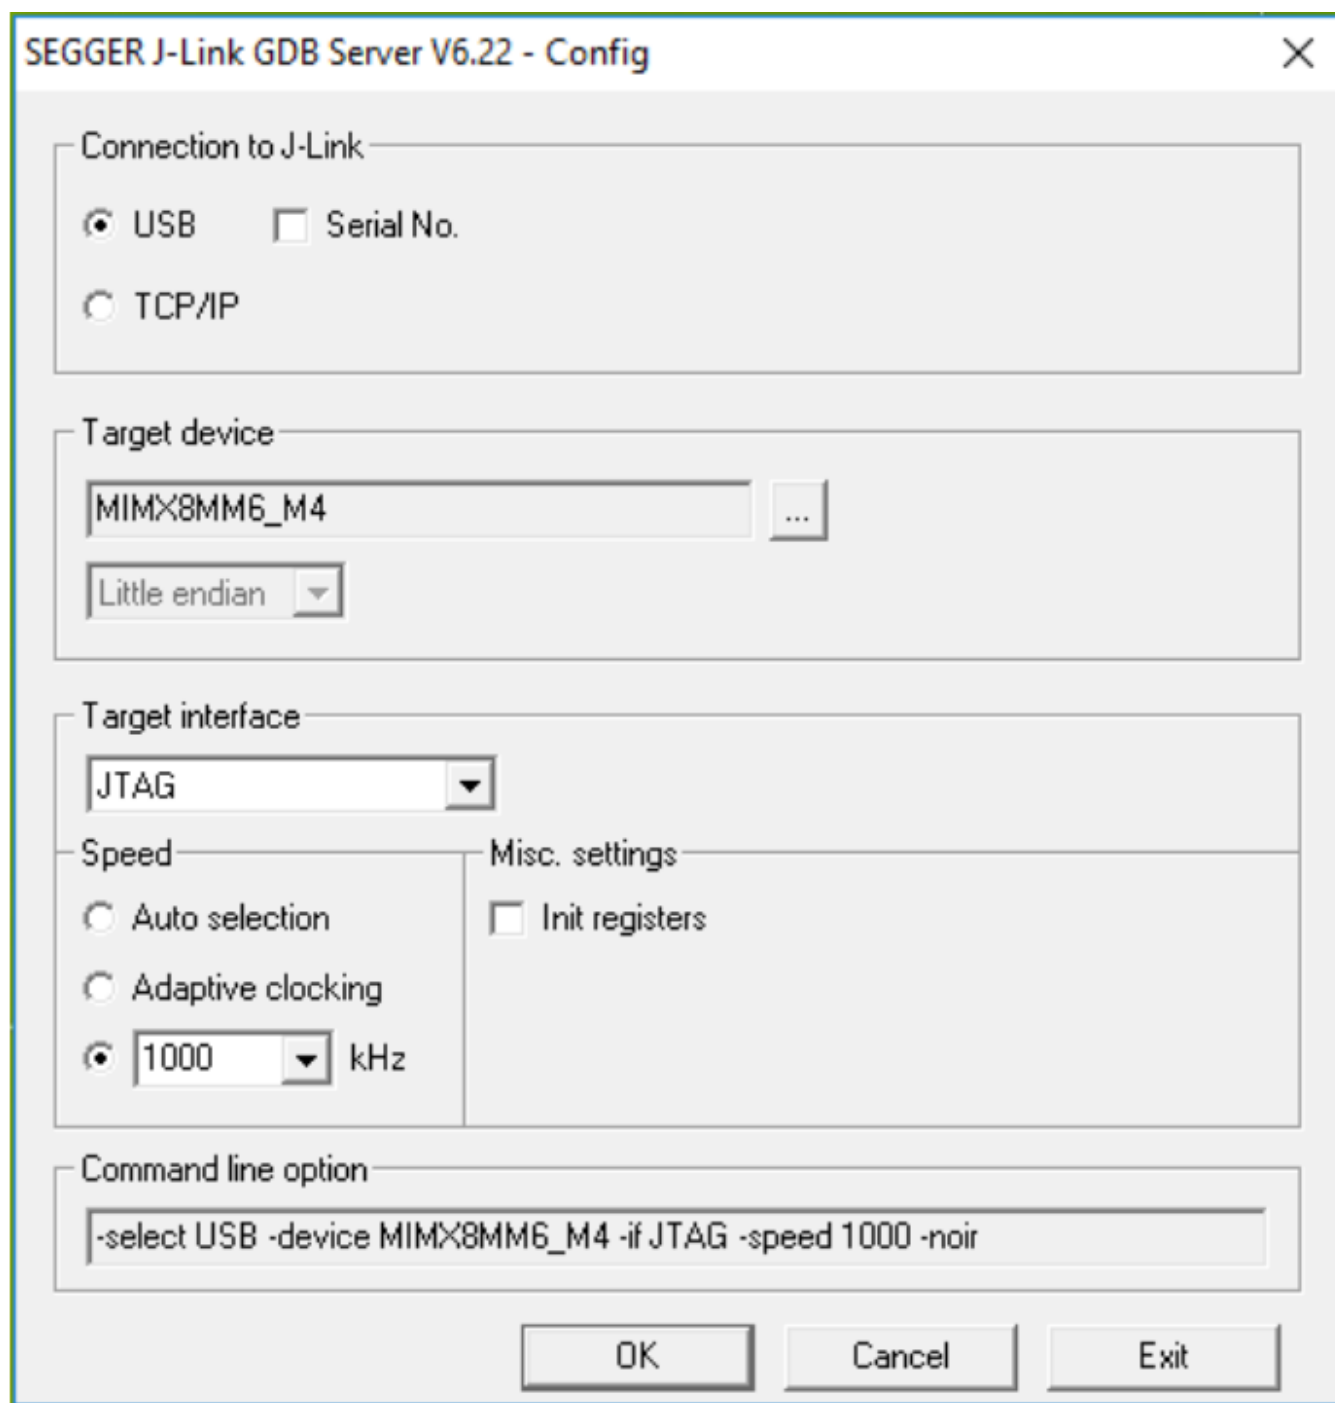 SEGGER J-Link GDB Server V6.22 - Config
Connection to J-Link
USB Serial No.
TCP/IP
Target device
MIMX8MM6_M4 ...
Little endian
Target interface
JTAG
Speed Misc. settings
Auto selection Init registers
Adaptive clocking
1000 kHz
Command line option
-select USB -device MIMX8MM6_M4 -if JTAG -speed 1000 -noir
OK Cancel Exit